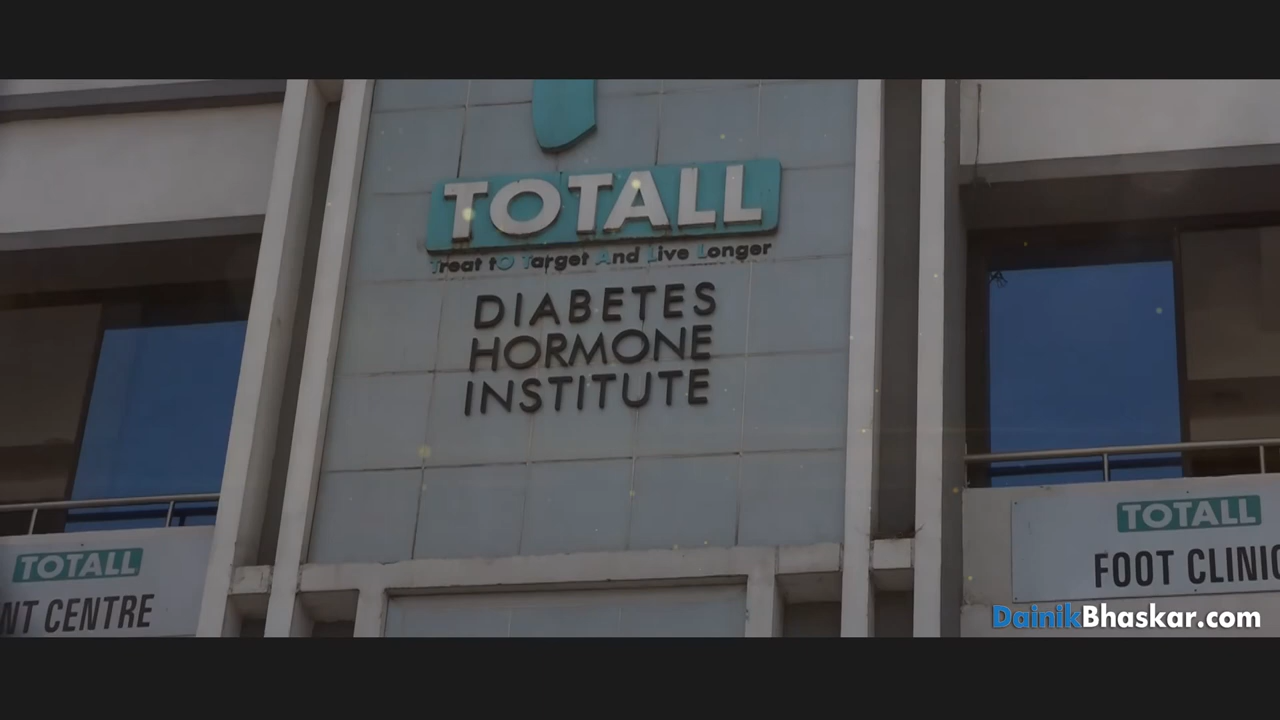 TOTALL
Treat tO Target And Live Longer
DIABETES
HORMONE
INSTITUTE
TOTALL
NT CENTRE
TOTALL
FOOT CLINIC
DainikBhaskar.com